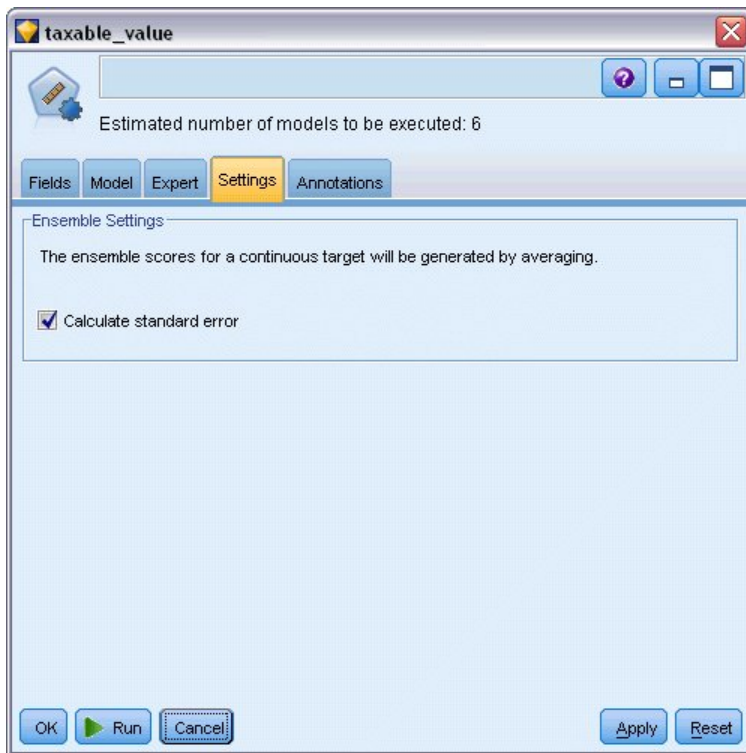 taxable_value
Estimated number of models to be executed: 6
Fields Model Expert Settings Annotations
Ensemble Settings
The ensemble scores for a continuous target will be generated by averaging.
Calculate standard error
OK Run Cancel Apply Reset